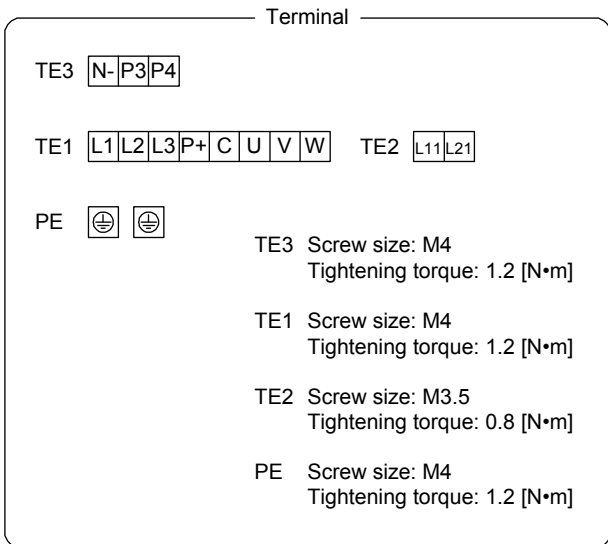 Terminal
TE3 N- P3 P4
TE1 L1 L2 L3 P+ C U V W TE2 L11 L21
PE
TE3 Screw size: M4
Tightening torque: 1.2 [N•m]
TE1 Screw size: M4
Tightening torque: 1.2 [N•m]
TE2 Screw size: M3.5
Tightening torque: 0.8 [N•m]
PE Screw size: M4
Tightening torque: 1.2 [N•m]